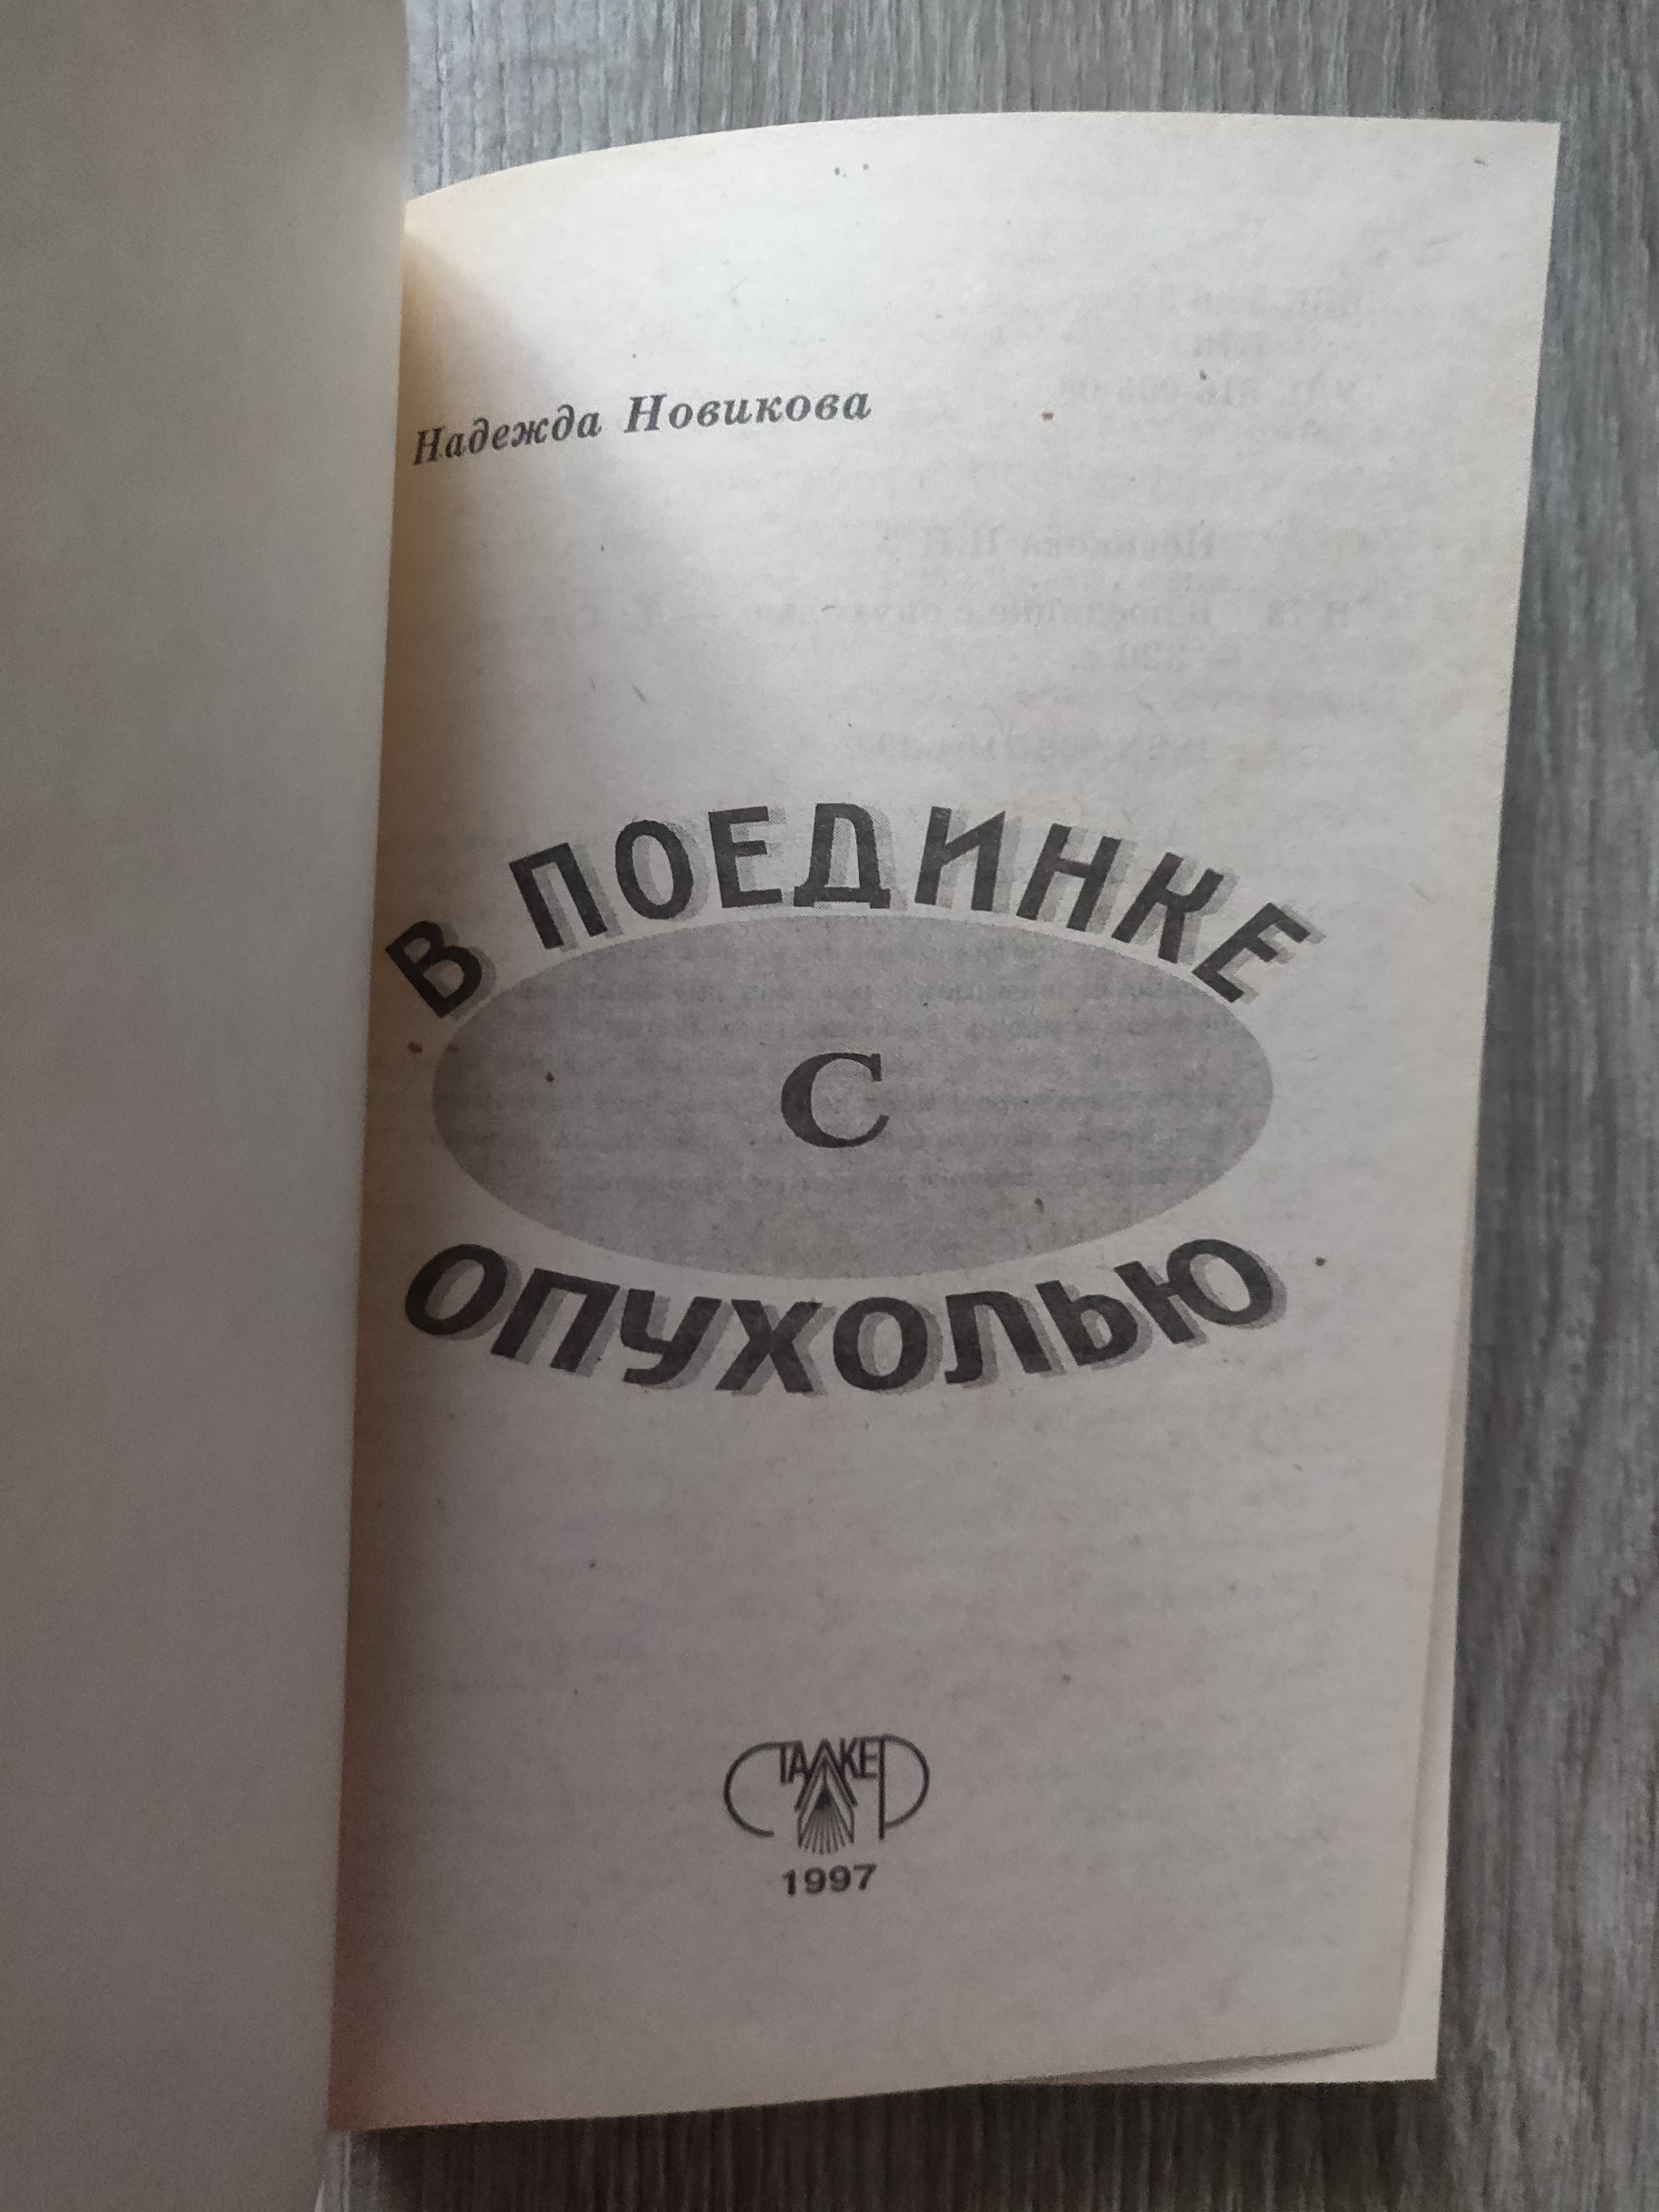 Надежда Новикова
В ПОЕДИНКЕ
С
ОПУХОЛЬЮ
СТАЛКЕР
1997